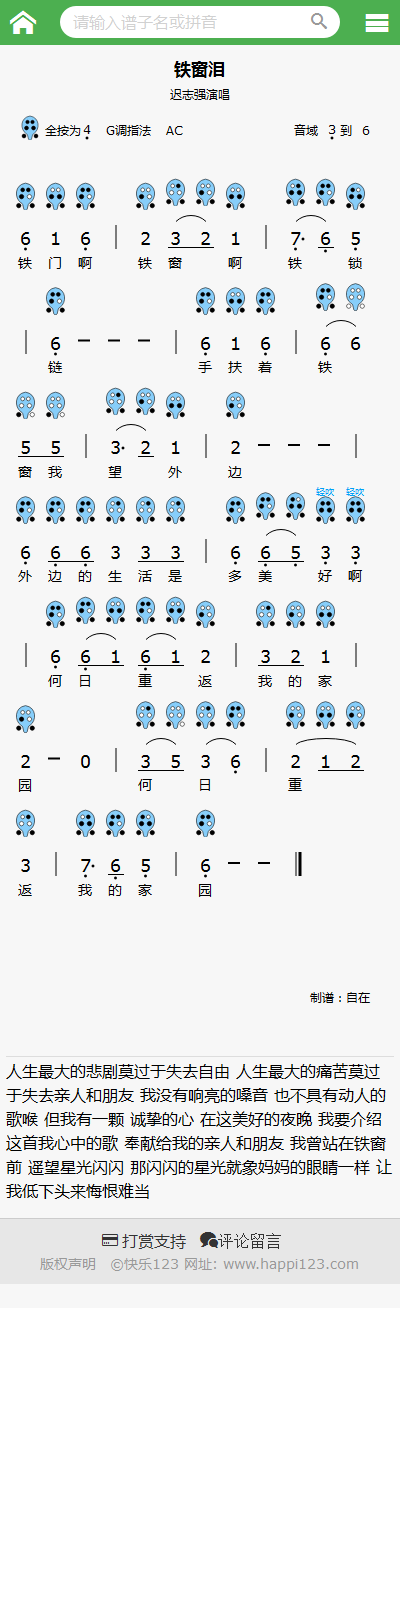 请输入谱子名或拼音
铁窗泪
迟志强演唱
全按为4 G调指法 AC 音域 3 到 6
6 1 6 | 2 3 2 1 | 7· 6 5
铁 门 啊 铁 窗 啊 铁 锁
| 6 - - - | 6 1 6 | 6 6
链 手 扶 着 铁
5 5 | 3· 2 1 | 2 - - - |
窗 我 望 外 边
轻吹 轻吹
6 6 6 3 3 3 | 6 6 5 3 3
外 边 的 生 活 是 多 美 好 啊
| 6 6 1 6 1 2 | 3 2 1 |
何 日 重 返 我 的 家
2 - 0 | 3 5 3 6 | 2 1 2
园 何 日 重
3 | 7· 6 5 | 6 - - ‖
返 我 的 家 园
制谱：自在
人生最大的悲剧莫过于失去自由 人生最大的痛苦莫过
于失去亲人和朋友 我没有响亮的嗓音 也不具有动人的
歌喉 但我有一颗 诚挚的心 在这美好的夜晚 我要介绍
这首我心中的歌 奉献给我的亲人和朋友 我曾站在铁窗
前 遥望星光闪闪 那闪闪的星光就象妈妈的眼睛一样 让
我低下头来悔恨难当
打赏支持 评论留言
版权声明 ©快乐123 网址: www.happi123.com